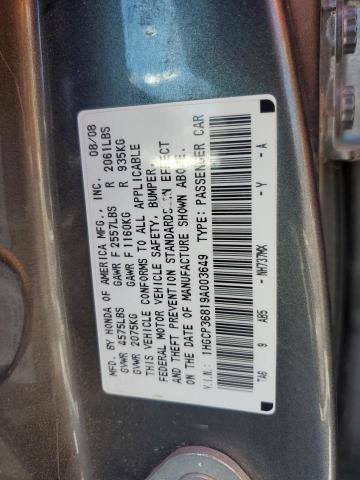 MFD. BY HONDA OF AMERICA MFG., INC. 08/08
GVWR 4575LBS GAWR F 2557LBS R 2061LBS
GVWR 2075KG GAWR F 1160KG R 935KG
THIS VEHICLE CONFORMS TO ALL APPLICABLE
FEDERAL MOTOR VEHICLE SAFETY, BUMPER,
AND THEFT PREVENTION STANDARDS IN EFFECT
ON THE DATE OF MANUFACTURE SHOWN ABOVE.
V.I.N.: 1HGCP36819A003649 TYPE: PASSENGER CAR
TA6 9 AB5 - NH737MX - Y - A